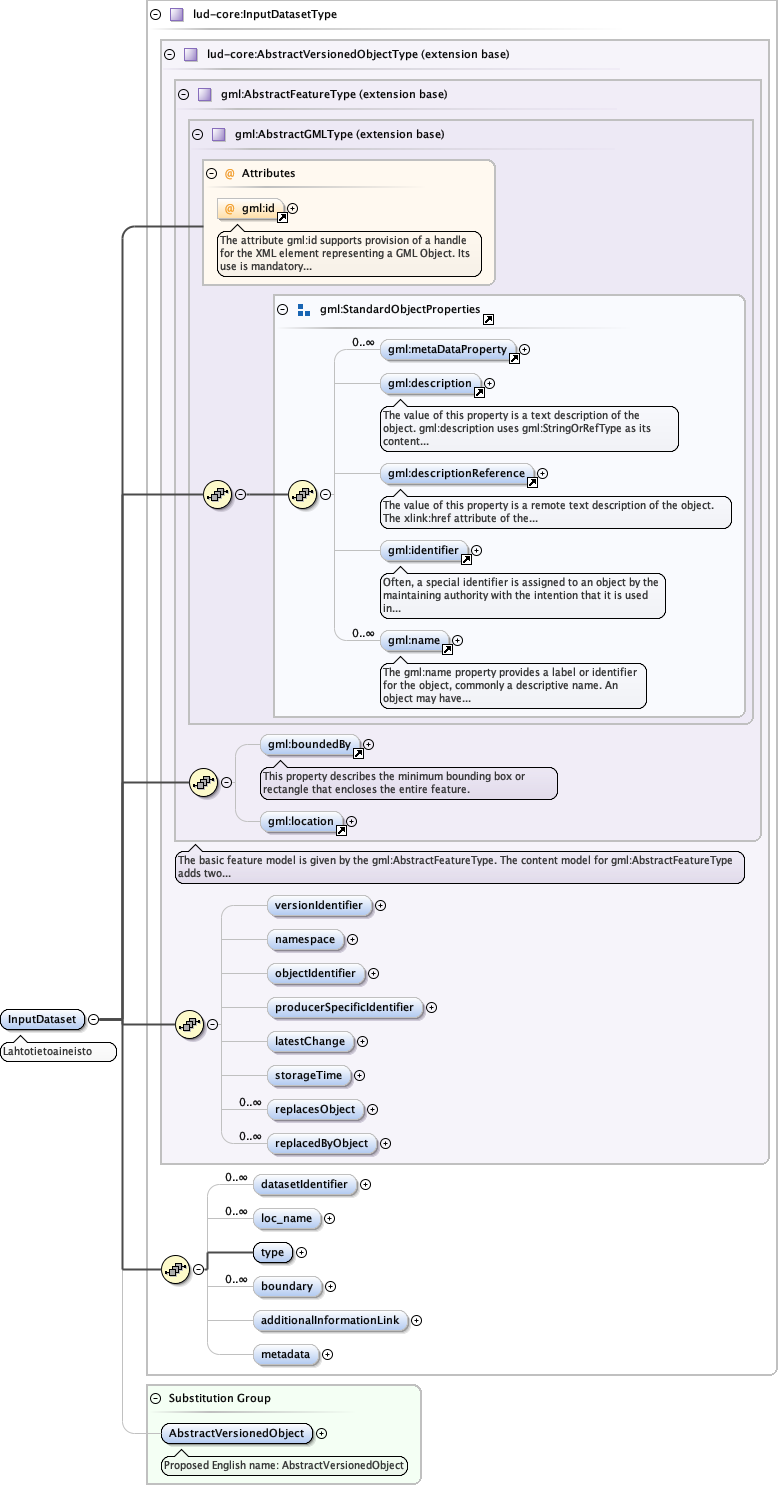 lud-core:InputDatasetType
lud-core:AbstractVersionedObjectType (extension base)
gml:AbstractFeatureType (extension base)
gml:AbstractGMLType (extension base)
@ Attributes
@ gml:id
The attribute gml:id supports provision of a handle
for the XML element representing a GML Object. Its
use is mandatory...
gml:StandardObjectProperties
0..∞
gml:metaDataProperty
gml:description
The value of this property is a text description of the
object. gml:description uses gml:StringOrRefType as its
content...
gml:descriptionReference
The value of this property is a remote text description of the object.
The xlink:href attribute of the...
gml:identifier
Often, a special identifier is assigned to an object by the
maintaining authority with the intention that it is used
in...
0..∞
gml:name
The gml:name property provides a label or identifier
for the object, commonly a descriptive name. An
object may have...
gml:boundedBy
This property describes the minimum bounding box or
rectangle that encloses the entire feature.
gml:location
The basic feature model is given by the gml:AbstractFeatureType. The content model for gml:AbstractFeatureType
adds two...
versionIdentifier
namespace
objectIdentifier
producerSpecificIdentifier
InputDataset
Lahtotietoaineisto
latestChange
storageTime
0..∞
replacesObject
0..∞
replacedByObject
0..∞
datasetIdentifier
0..∞
loc_name
type
0..∞
boundary
additionalInformationLink
metadata
Substitution Group
AbstractVersionedObject
Proposed English name: AbstractVersionedObject